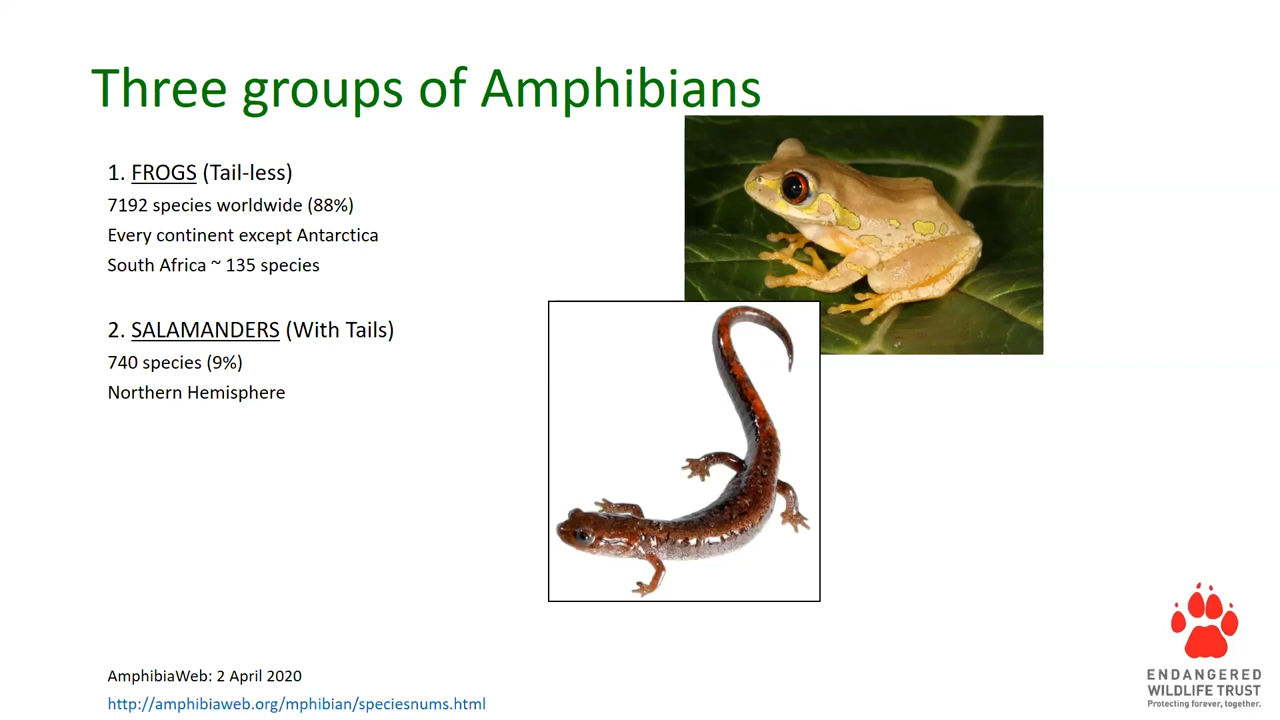 Three groups of Amphibians
1. FROGS (Tail-less)
7192 species worldwide (88%)
Every continent except Antarctica
South Africa ~ 135 species
2. SALAMANDERS (With Tails)
740 species (9%)
Northern Hemisphere
AmphibiaWeb: 2 April 2020
http://amphibiaweb.org/mphibian/speciesnums.html
ENDANGERED
WILDLIFE TRUST
Protecting forever, together.